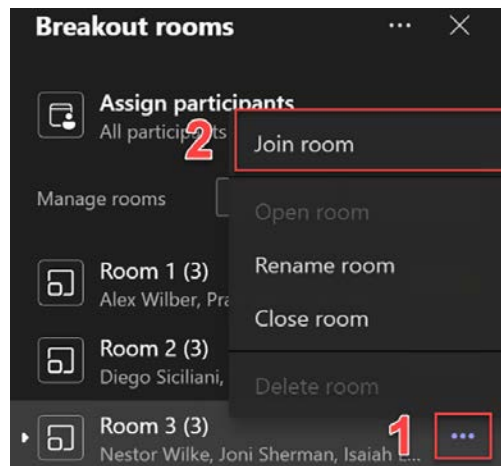 Breakout rooms
Assign participants
All participants
2
Join room
Manage rooms
Open room
Rename room
Room 1 (3)
Alex Wilber, Pra
Close room
Room 2 (3)
Diego Siciliani,
Delete room
Room 3 (3)
1
Nestor Wilke, Joni Sherman, Isaiah L...